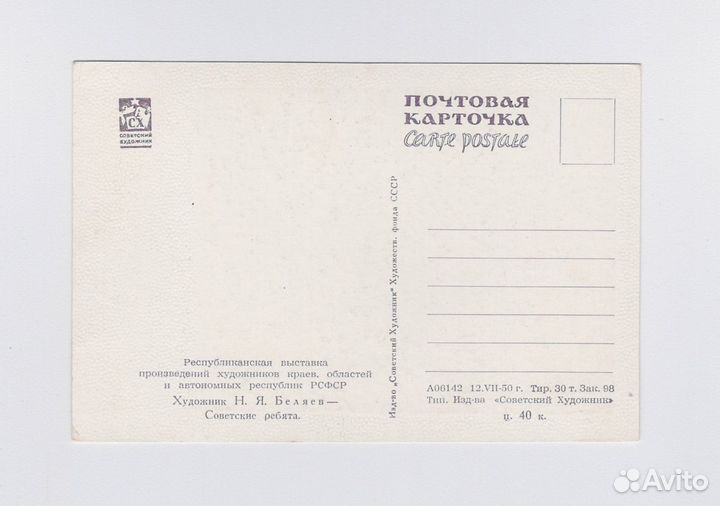 СХ
СОВЕТСКИЙ
ХУДОЖНИК
ПОЧТОВАЯ
КАРТОЧКА
Carte postale
Республиканская выставка
произведений художников краев, областей
и автономных республик РСФСР
Художник Н. Я. Беляев—
Советские ребята.
Изд-во „Советский Художник" Художеств. фонда СССР
А06142 12.VII-50 г. Тир. 30 т. Зак. 98
Тип. Изд-ва «Советский Художник»
ц. 40 к.
Avito